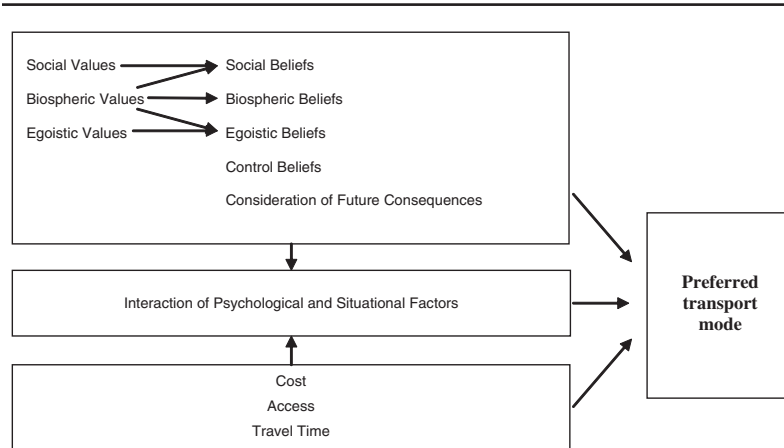 Social Values Social Beliefs
Biospheric Values Biospheric Beliefs
Egoistic Values Egoistic Beliefs
Control Beliefs
Consideration of Future Consequences
Interaction of Psychological and Situational Factors
Preferred
transport
mode
Cost
Access
Travel Time